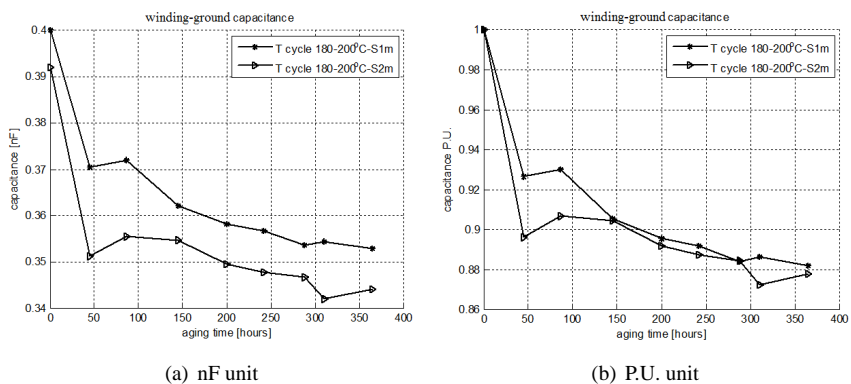 winding-ground capacitance
T cycle 180-200⁰C-S1m
T cycle 180-200⁰C-S2m
capacitance [nF]
0.4
0.39
0.38
0.37
0.36
0.35
0.34
0 50 100 150 200 250 300 350 400
aging time [hours]
(a) nF unit
winding-ground capacitance
T cycle 180-200⁰C-S1m
T cycle 180-200⁰C-S2m
capacitance P.U.
1
0.98
0.96
0.94
0.92
0.9
0.88
0.86
0 50 100 150 200 250 300 350 400
aging time [hours]
(b) P.U. unit